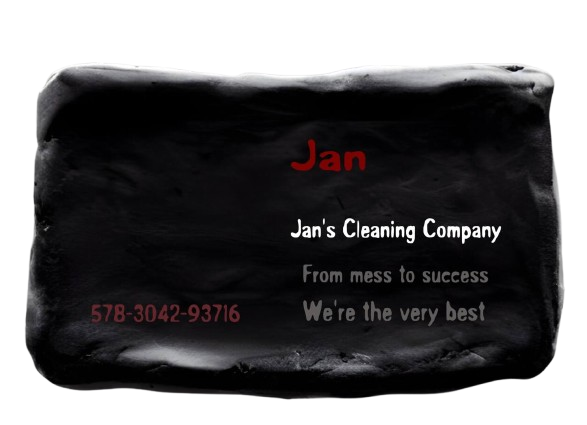 Jan
Jan's Cleaning Company
From mess to success
We're the very best
578-3042-93716